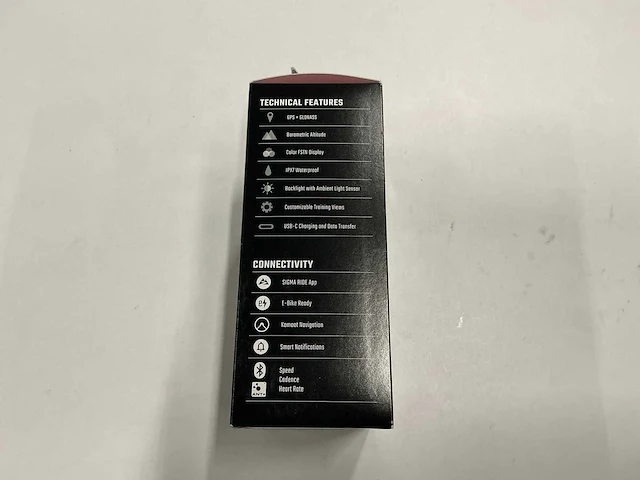 TECHNICAL FEATURES
GPS + GLONASS
Barometric Altitude
Color FSTN Display
IPX7 Waterproof
Backlight with Ambient Light Sensor
Customizable Training Views
USB-C Charging and Data Transfer
CONNECTIVITY
SIGMA RIDE App
E-Bike Ready
Komoot Navigation
Smart Notifications
Speed
Cadence
Heart Rate
ANT+